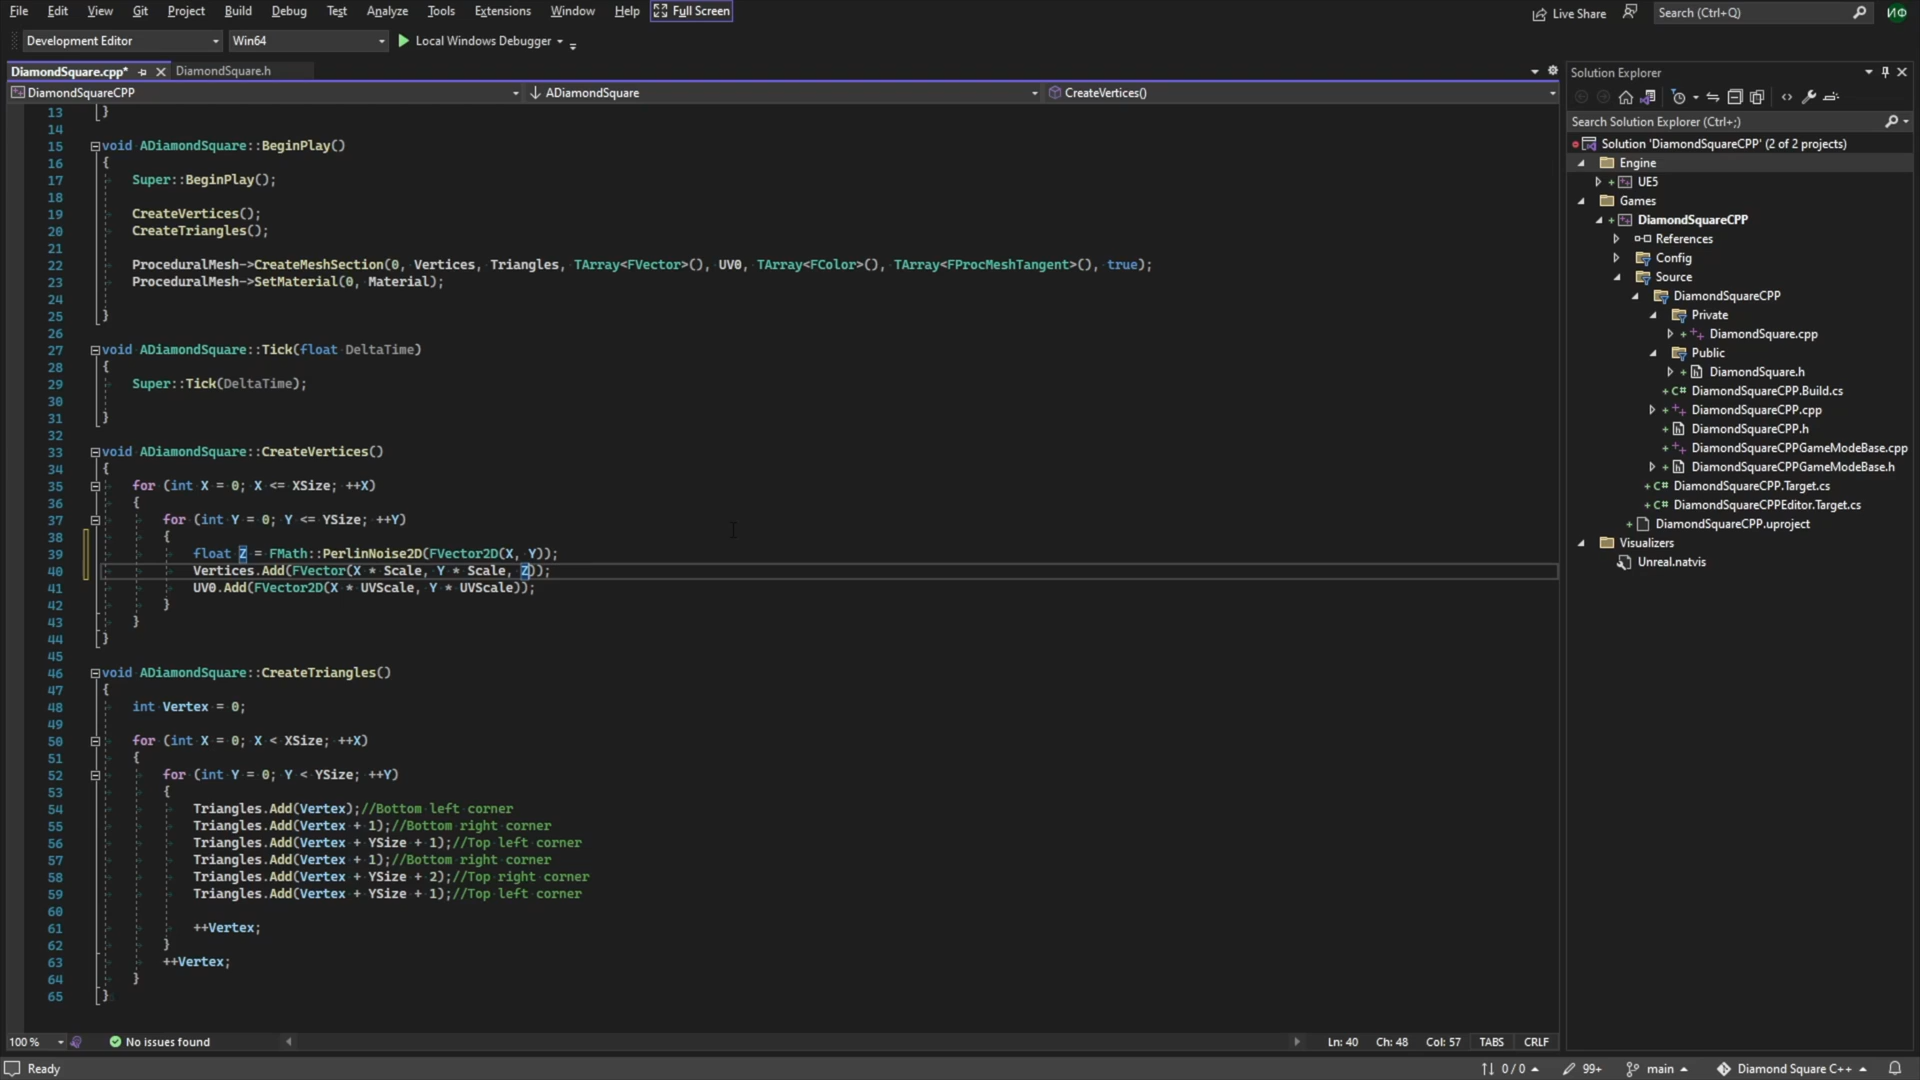 File Edit View Git Project Build Debug Test Analyze Tools Extensions Window Help Full Screen Live Share Search (Ctrl+Q) ИФ
Development Editor Win64 Local Windows Debugger
DiamondSquare.cpp* DiamondSquare.h
DiamondSquareCPP ADiamondSquare CreateVertices()
13 }
14
15 void ADiamondSquare::BeginPlay()
16 {
17 Super::BeginPlay();
18
19 CreateVertices();
20 CreateTriangles();
21
22 ProceduralMesh->CreateMeshSection(0, Vertices, Triangles, TArray<FVector>(), UV0, TArray<FColor>(), TArray<FProcMeshTangent>(), true);
23 ProceduralMesh->SetMaterial(0, Material);
24
25 }
26
27 void ADiamondSquare::Tick(float DeltaTime)
28 {
29 Super::Tick(DeltaTime);
30
31 }
32
33 void ADiamondSquare::CreateVertices()
34 {
35 for (int X = 0; X <= XSize; ++X)
36 {
37 for (int Y = 0; Y <= YSize; ++Y)
38 {
39 float Z = FMath::PerlinNoise2D(FVector2D(X, Y));
40 Vertices.Add(FVector(X * Scale, Y * Scale, Z));
41 UV0.Add(FVector2D(X * UVScale, Y * UVScale));
42 }
43 }
44 }
45
46 void ADiamondSquare::CreateTriangles()
47 {
48 int Vertex = 0;
49
50 for (int X = 0; X < XSize; ++X)
51 {
52 for (int Y = 0; Y < YSize; ++Y)
53 {
54 Triangles.Add(Vertex);//Bottom left corner
55 Triangles.Add(Vertex + 1);//Bottom right corner
56 Triangles.Add(Vertex + YSize + 1);//Top left corner
57 Triangles.Add(Vertex + 1);//Bottom right corner
58 Triangles.Add(Vertex + YSize + 2);//Top right corner
59 Triangles.Add(Vertex + YSize + 1);//Top left corner
60
61 ++Vertex;
62 }
63 ++Vertex;
64 }
65 }
100 % No issues found Ln: 40 Ch: 48 Col: 57 TABS CRLF
Solution Explorer
Search Solution Explorer (Ctrl+;)
Solution 'DiamondSquareCPP' (2 of 2 projects)
Engine
UE5
Games
DiamondSquareCPP
References
Config
Source
DiamondSquareCPP
Private
DiamondSquare.cpp
Public
DiamondSquare.h
C# DiamondSquareCPP.Build.cs
DiamondSquareCPP.cpp
DiamondSquareCPP.h
DiamondSquareCPPGameModeBase.cpp
DiamondSquareCPPGameModeBase.h
C# DiamondSquareCPP.Target.cs
C# DiamondSquareCPPEditor.Target.cs
DiamondSquareCPP.uproject
Visualizers
Unreal.natvis
Ready 0 / 0 99+ main Diamond Square C++